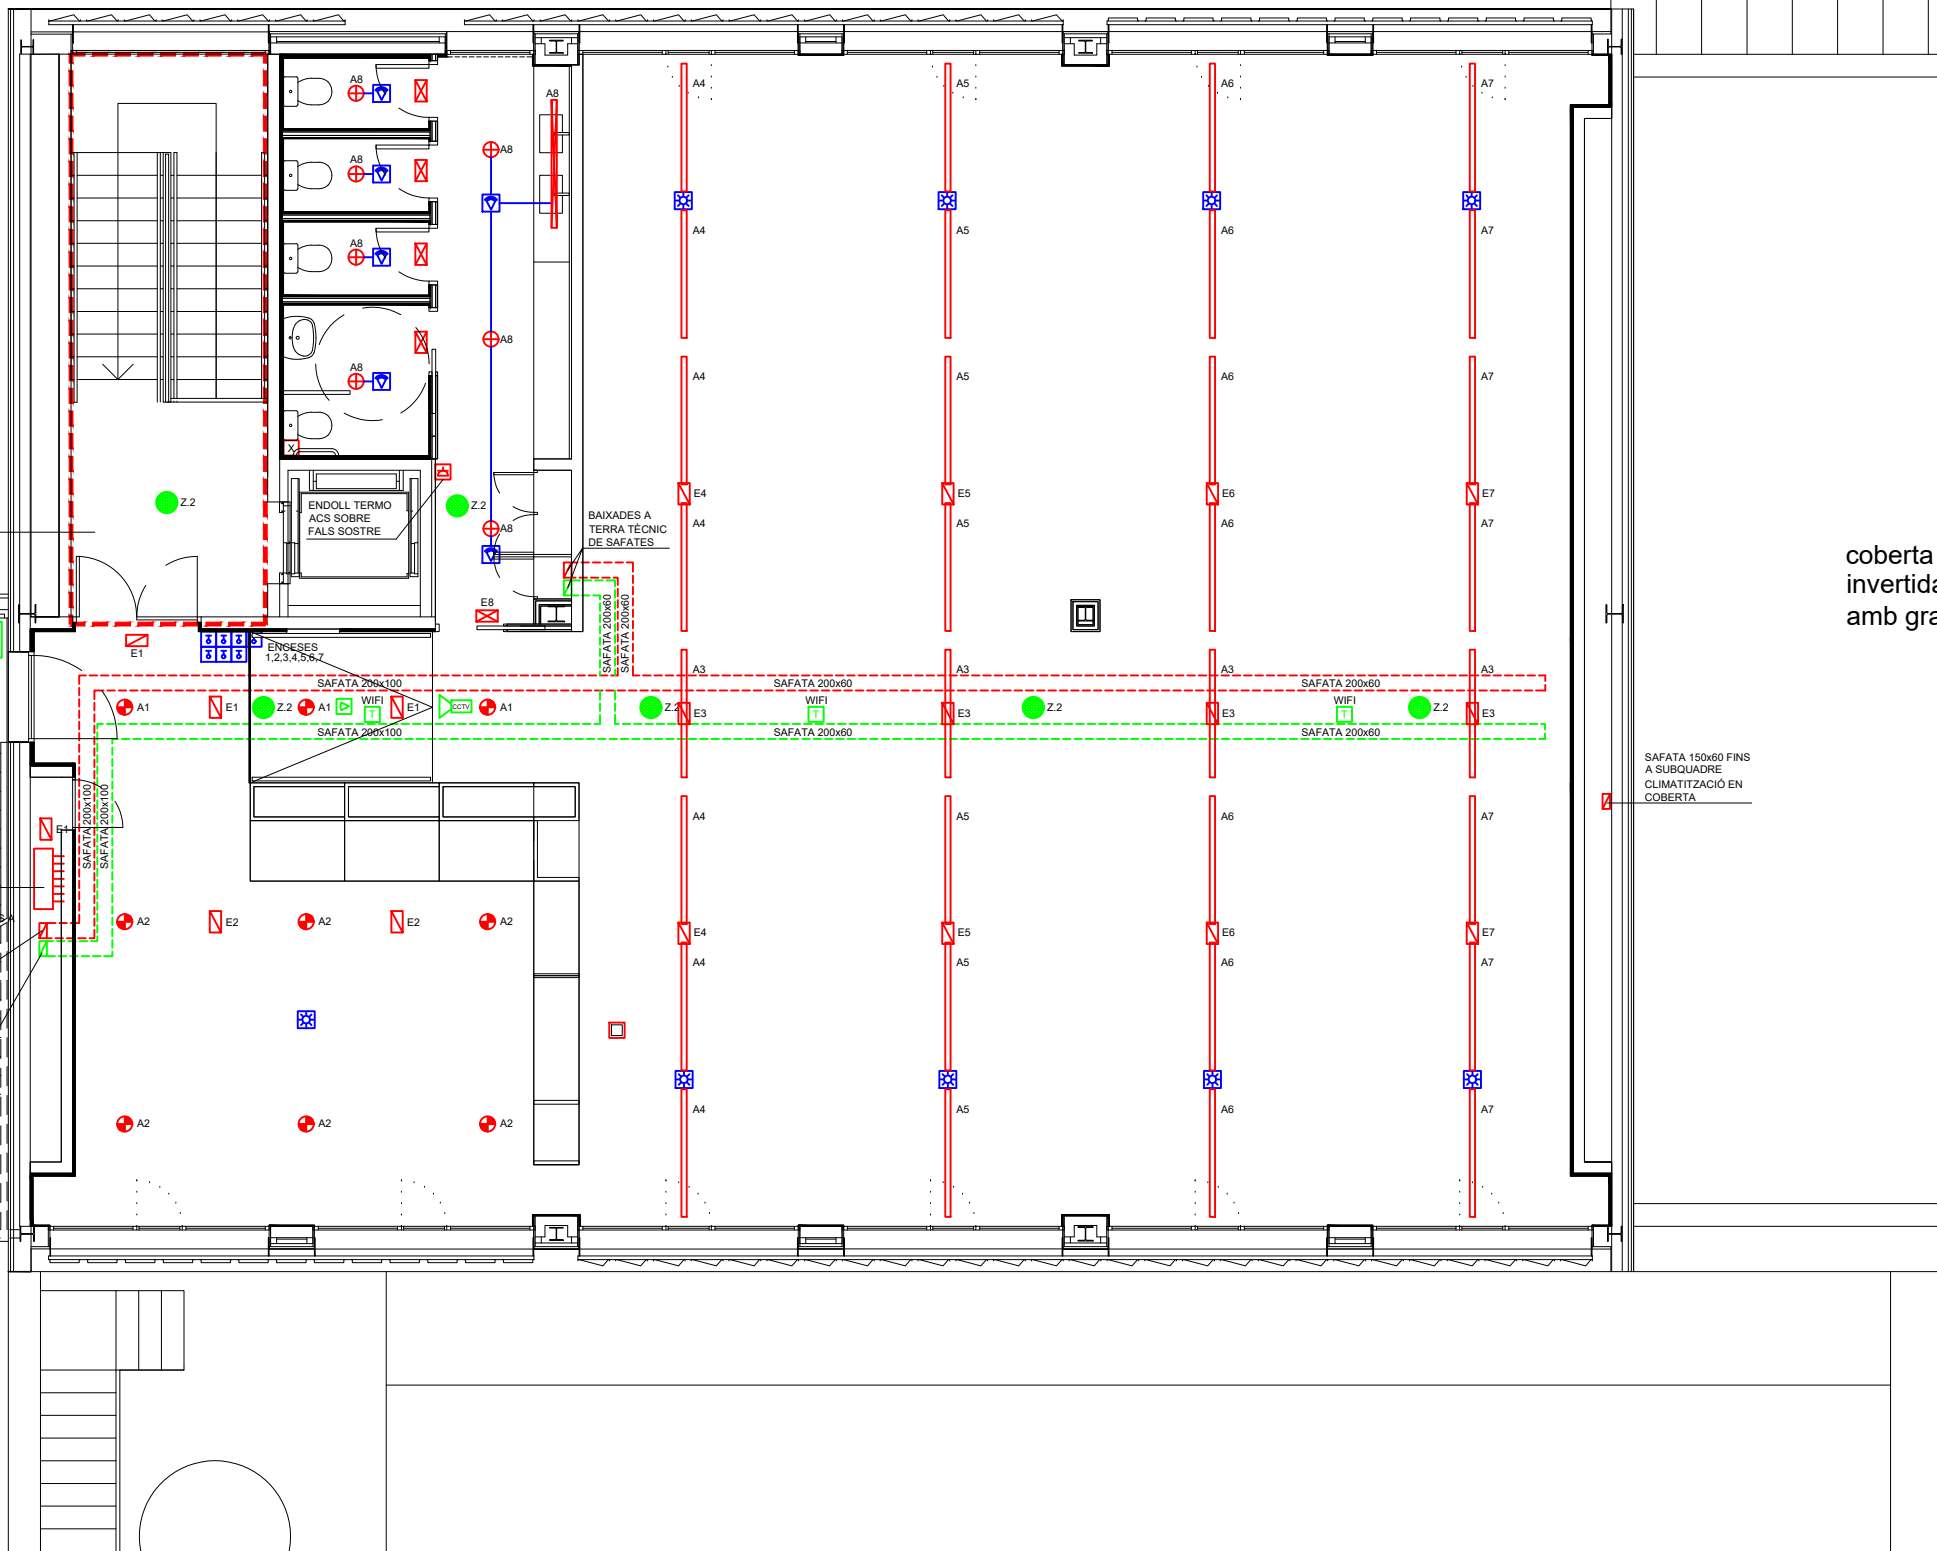 A8
A8
A4
A5
A6
A7
A8
A8
A8
A4
A5
A6
A7
A8
A8
A8
A4
A5
A6
A7
X
Z.2
ENDOLL TERMO
ACS SOBRE
FALS SOSTRE
Z.2
A8
BAIXADES A
TERRA TÈCNIC
DE SAFATES
E4
E5
E6
E7
A4
A5
A6
A7
coberta
invertida
amb gra
E8
SAFATA 200x60
SAFATA 200x60
E1
ENCESES
1,2,3,4,5,6,7
A3
A3
A3
A3
SAFATA 200x100
SAFATA 200x60
SAFATA 200x60
A1
E1
Z.2
A1
WIFI
T
E1
CCTV
A1
Z.2
E3
WIFI
T
E3
Z.2
E3
WIFI
T
Z.2
E3
SAFATA 200x100
SAFATA 200x60
SAFATA 200x60
SAFATA 150x60 FINS
A SUBQUADRE
CLIMATITZACIÓ EN
COBERTA
SAFATA 200x100
SAFATA 200x100
E1
A4
A5
A6
A7
A2
E2
A2
E2
A2
E4
E5
E6
E7
A4
A5
A6
A7
A2
A2
A2
A4
A5
A6
A7